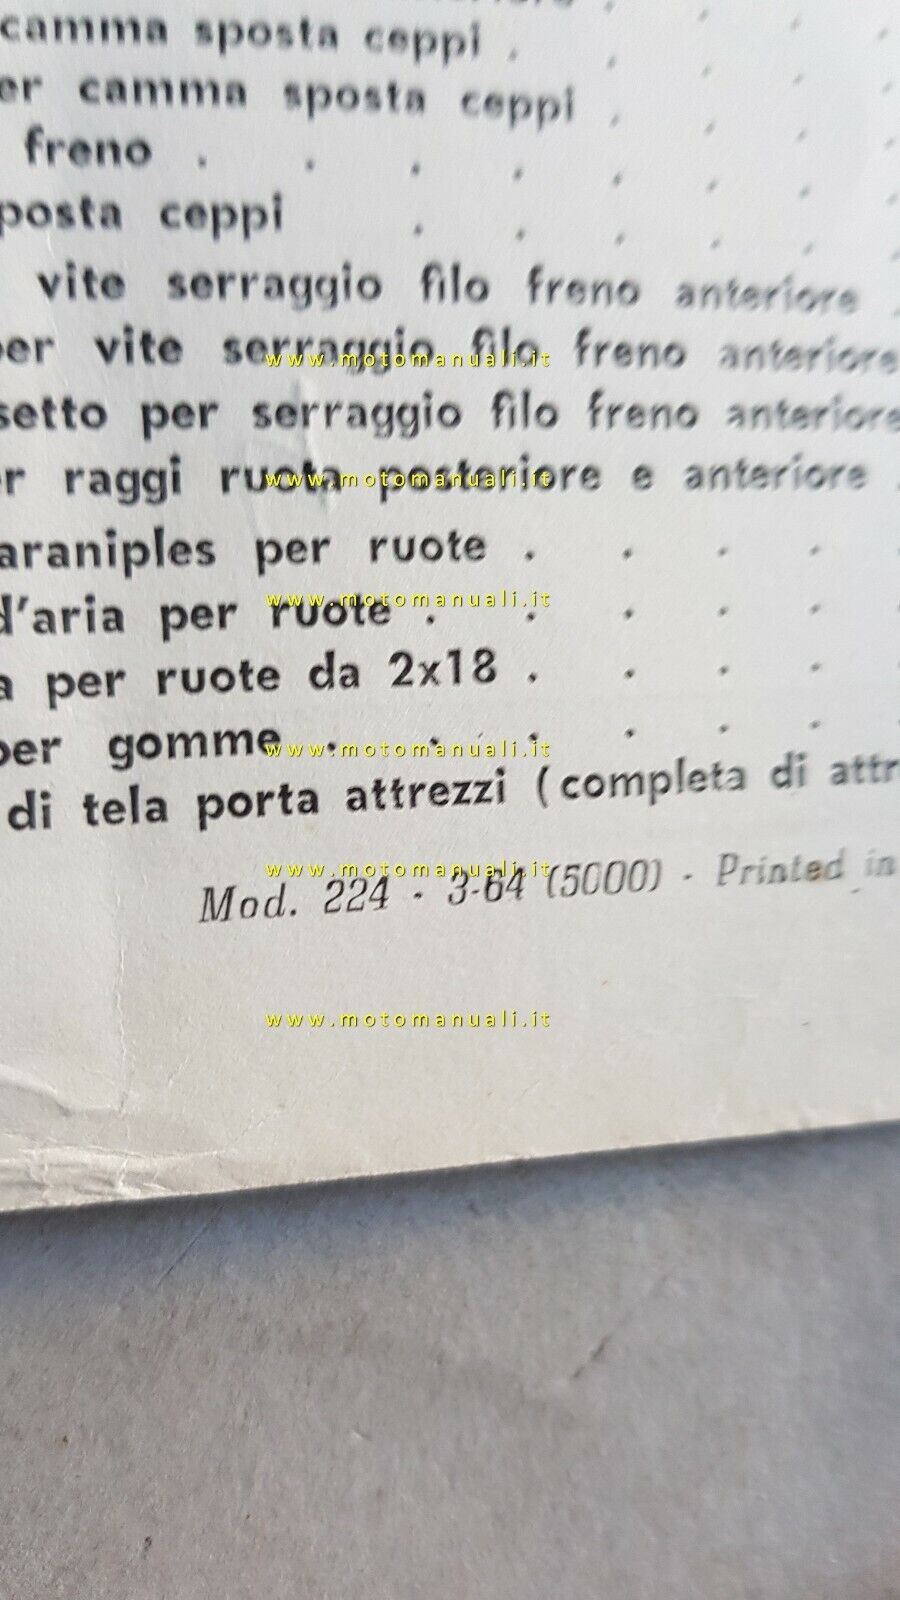 camma sposta ceppi .
er camma sposta ceppi .
freno .
posta ceppi .
vite serraggio filo freno anteriore .
per vite serraggio filo freno anteriore
www.motomanuali.it
setto per serraggio filo freno anteriore
er raggi ruota posteriore e anteriore .
www.motomanuali.it
araniples per ruote .
d'aria per ruote .
www.motomanuali.it
a per ruote da 2x18 .
per gomme .
www.motomanuali.it
di tela porta attrezzi (completa di attr
www.motomanuali.it
Mod. 224 - 3-64 (5000) - Printed in
www.motomanuali.it